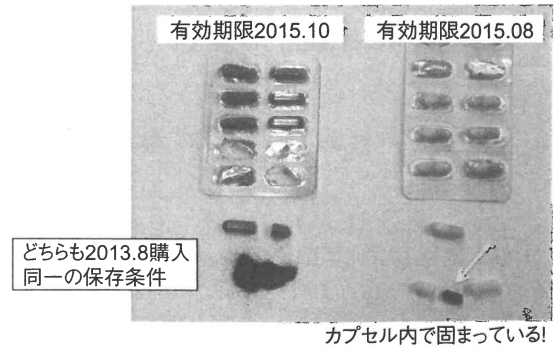 有効期限2015.10
有効期限2015.08
どちらも2013.8購入
同一の保存条件
カプセル内で固まっている!